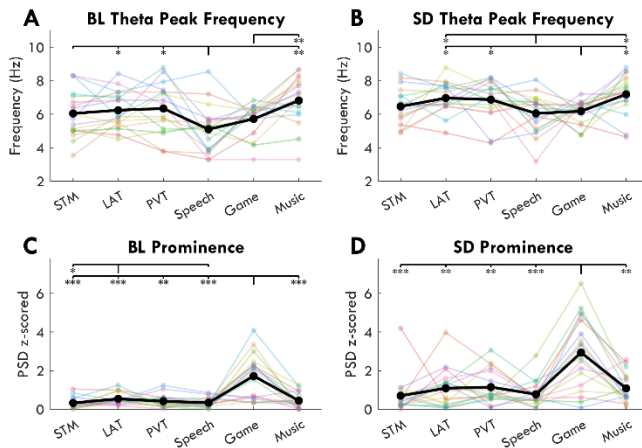 A BL Theta Peak Frequency
**
* * **
Frequency (Hz)
10
8
6
4
2
STM LAT PVT Speech Game Music
B SD Theta Peak Frequency
* *
* * *
Frequency (Hz)
10
8
6
4
2
STM LAT PVT Speech Game Music
C BL Prominence
*
*** *** ** *** ***
PSD z-scored
6
4
2
0
STM LAT PVT Speech Game Music
D SD Prominence
*** ** ** *** **
PSD z-scored
6
4
2
0
STM LAT PVT Speech Game Music